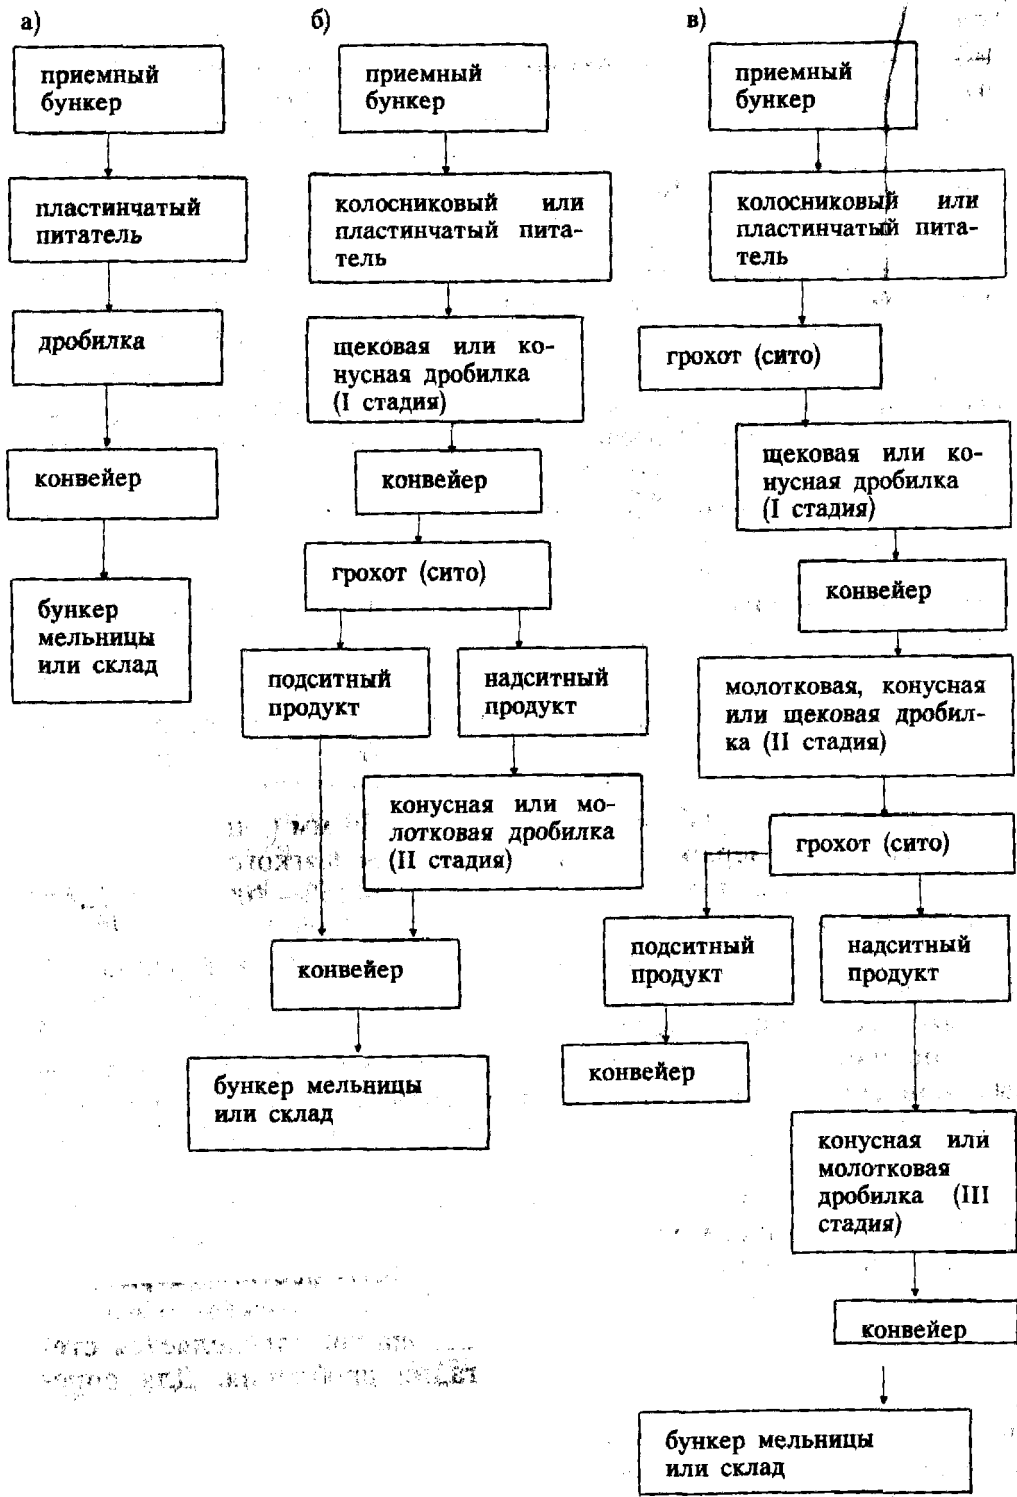 а)
приемный
бункер
пластинчатый
питатель
дробилка
конвейер
бункер
мельницы
или склад
б)
приемный
бункер
колосниковый или
пластинчатый пита-
тель
щековая или ко-
нусная дробилка
(I стадия)
конвейер
грохот (сито)
подситный
продукт
надситный
продукт
конусная или мо-
лотковая дробилка
(II стадия)
конвейер
бункер мельницы
или склад
в)
приемный
бункер
колосниковый или
пластинчатый пита-
тель
грохот (сито)
щековая или ко-
нусная дробилка
(I стадия)
конвейер
молотковая, конусная
или щековая дробил-
ка (II стадия)
грохот (сито)
подситный
продукт
надситный
продукт
конвейер
конусная или
молотковая
дробилка (III
стадия)
конвейер
бункер мельницы
или склад